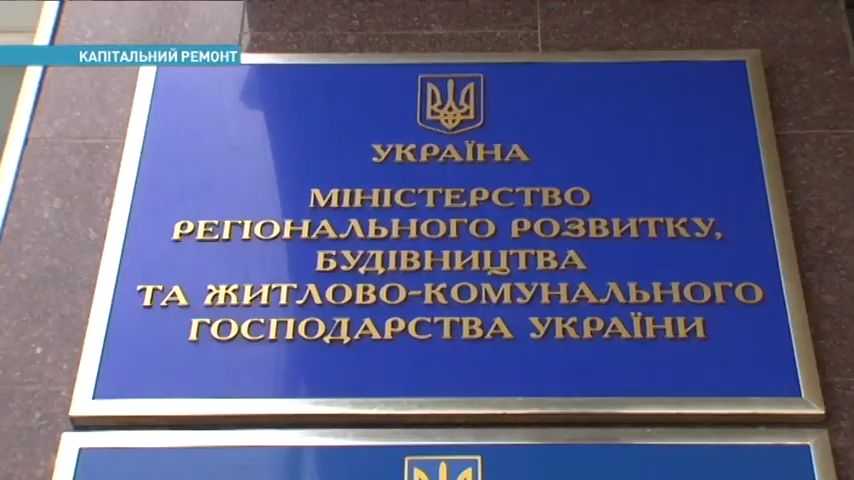 КАПІТАЛЬНИЙ РЕМОНТ
УКРАЇНА
МІНІСТЕРСТВО
РЕГІОНАЛЬНОГО РОЗВИТКУ,
БУДІВНИЦТВА
ТА ЖИТЛОВО-КОМУНАЛЬНОГО
ГОСПОДАРСТВА УКРАЇНИ